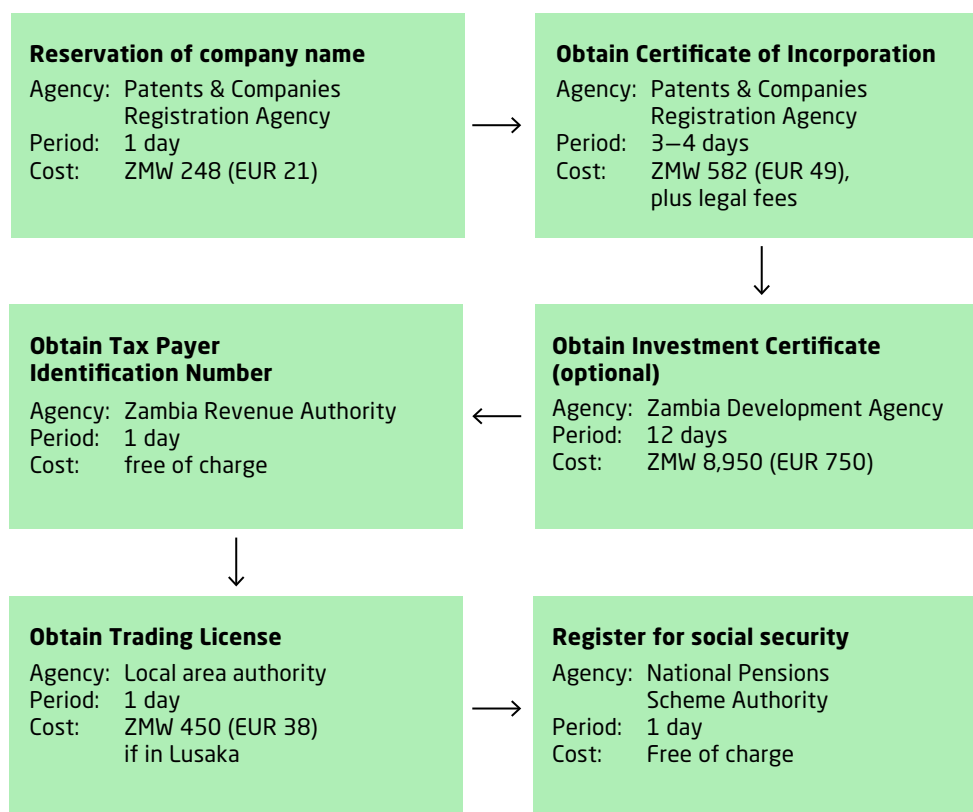 Reservation of company name
Agency: Patents & Companies
Registration Agency
Period: 1 day
Cost: ZMW 248 (EUR 21)
Obtain Certificate of Incorporation
Agency: Patents & Companies
Registration Agency
Period: 3—4 days
Cost: ZMW 582 (EUR 49),
plus legal fees
Obtain Investment Certificate
(optional)
Agency: Zambia Development Agency
Period: 12 days
Cost: ZMW 8,950 (EUR 750)
Obtain Tax Payer
Identification Number
Agency: Zambia Revenue Authority
Period: 1 day
Cost: free of charge
Obtain Trading License
Agency: Local area authority
Period: 1 day
Cost: ZMW 450 (EUR 38)
if in Lusaka
Register for social security
Agency: National Pensions
Scheme Authority
Period: 1 day
Cost: Free of charge